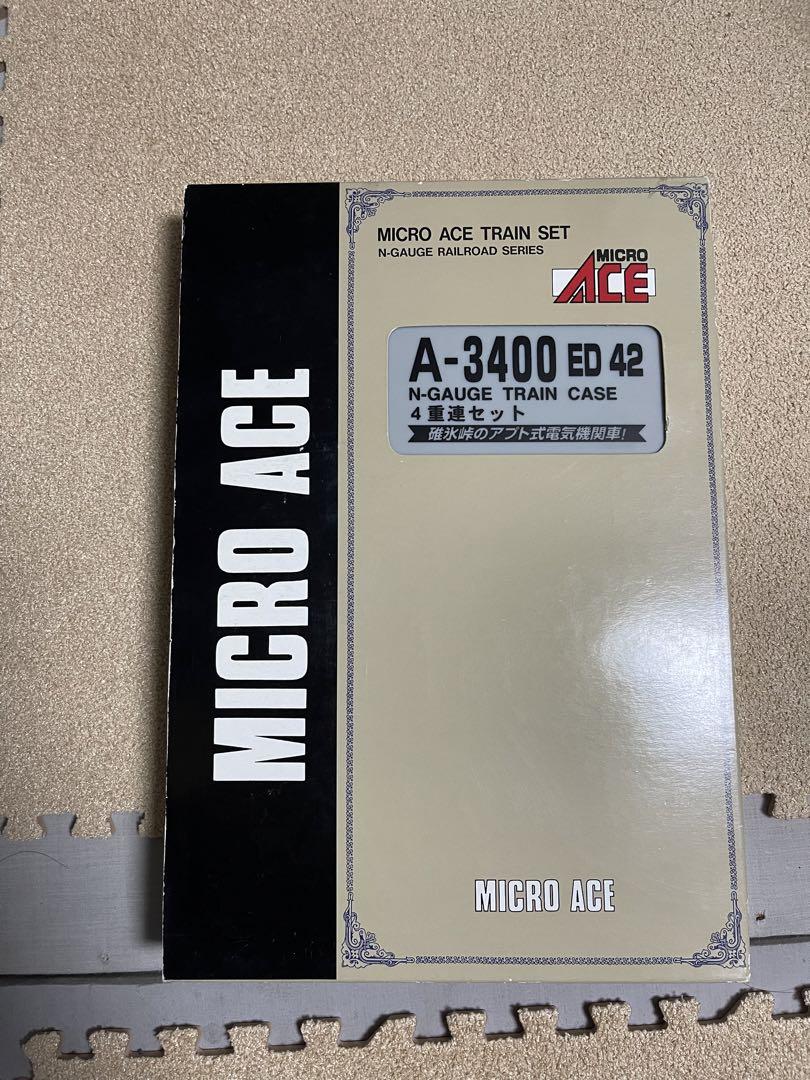 MICRO ACE TRAIN SET
N-GAUGE RAILROAD SERIES
MICRO
ACE
A-3400 ED 42
N-GAUGE TRAIN CASE
4重連セット
碓氷峠のアプト式電気機関車!
MICRO ACE
MICRO ACE